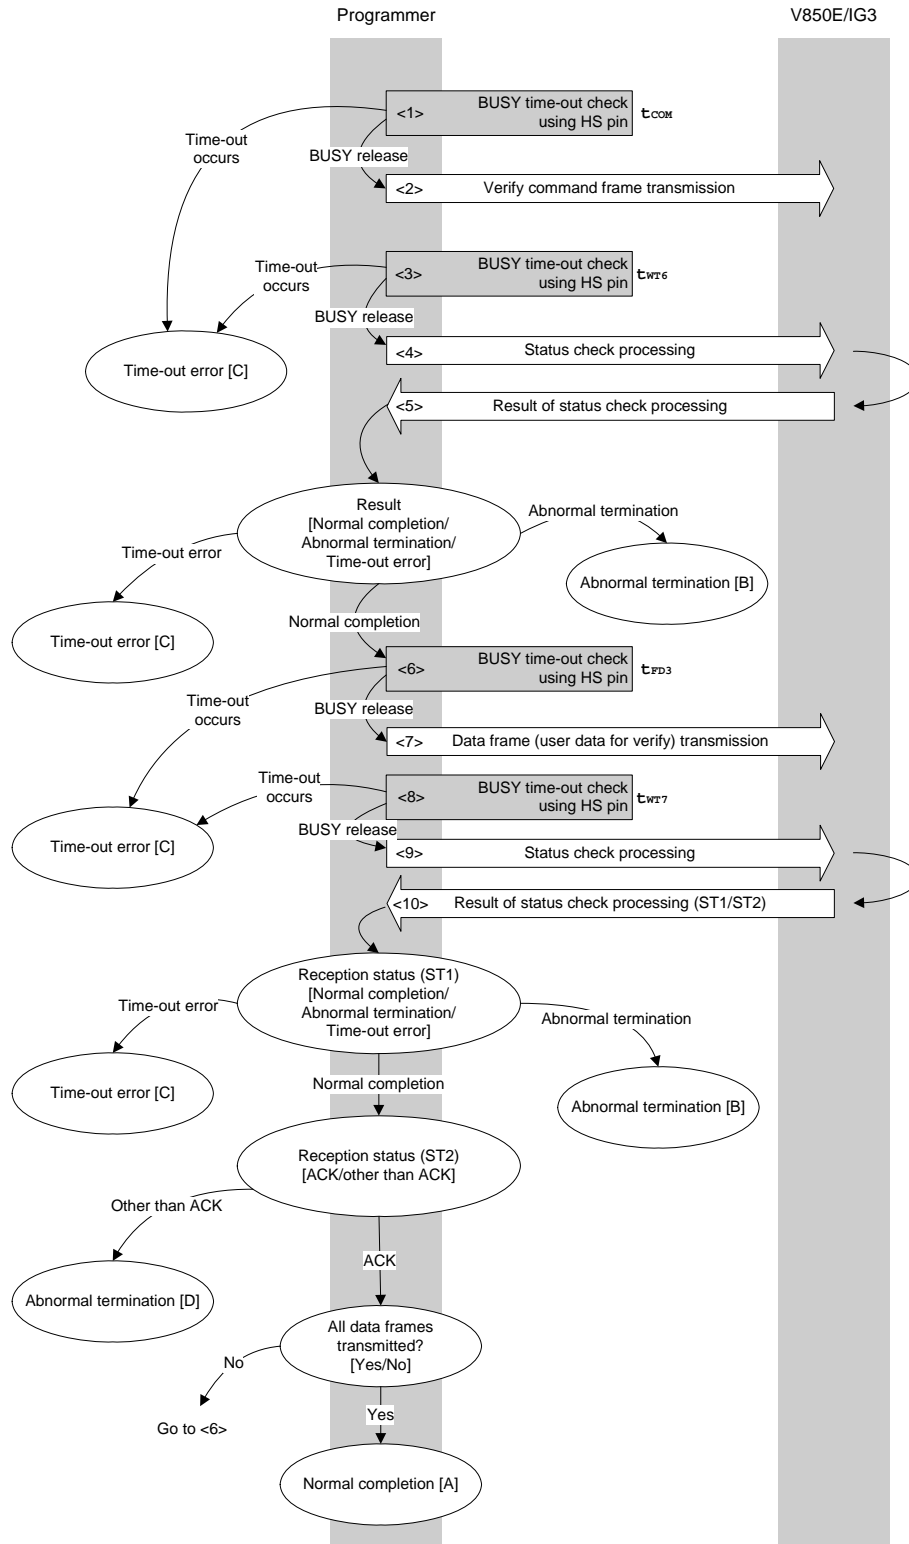 Programmer
V850E/IG3
<1>
BUSY time-out check
using HS pin
tCOM
Time-out
occurs
BUSY release
<2>
Verify command frame transmission
<3>
BUSY time-out check
using HS pin
tWT6
Time-out
occurs
BUSY release
<4>
Status check processing
Time-out error [C]
<5>
Result of status check processing
Result
[Normal completion/
Abnormal termination/
Time-out error]
Abnormal termination
Time-out error
Abnormal termination [B]
Time-out error [C]
Normal completion
<6>
BUSY time-out check
using HS pin
tFD3
Time-out
occurs
BUSY release
<7>
Data frame (user data for verify) transmission
<8>
BUSY time-out check
using HS pin
tWT7
Time-out
occurs
BUSY release
Time-out error [C]
<9>
Status check processing
<10>
Result of status check processing (ST1/ST2)
Reception status (ST1)
[Normal completion/
Abnormal termination/
Time-out error]
Time-out error
Abnormal termination
Time-out error [C]
Normal completion
Abnormal termination [B]
Reception status (ST2)
[ACK/other than ACK]
Other than ACK
ACK
Abnormal termination [D]
All data frames
transmitted?
[Yes/No]
No
Yes
Go to <6>
Normal completion [A]